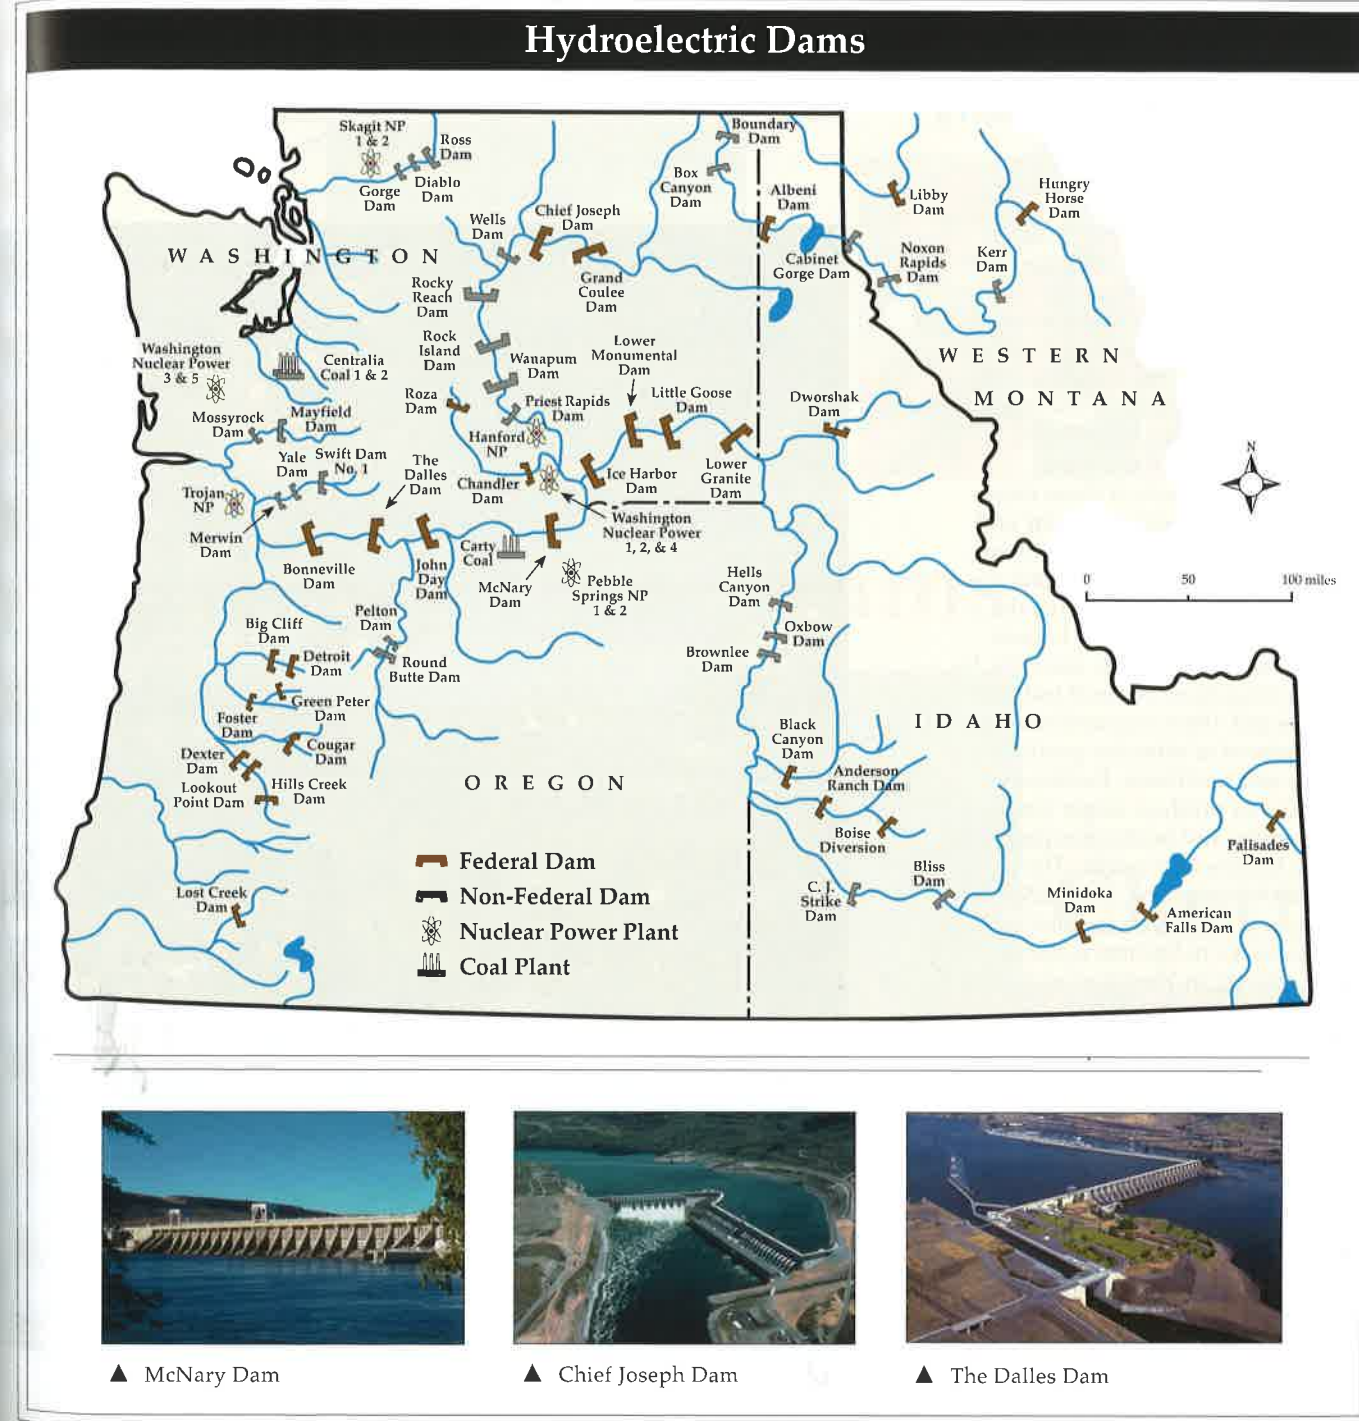 Hydroelectric Dams
Skagit NP
1 & 2
Ross
Dam
Gorge
Dam
Diablo
Dam
Boundary
Dam
Box
Canyon
Dam
Albeni
Dam
Libby
Dam
Hungry
Horse
Dam
Wells
Dam
Chief Joseph
Dam
WASHINGTON
Cabinet
Gorge Dam
Noxon
Rapids
Dam
Kerr
Dam
Rocky
Reach
Dam
Grand
Coulee
Dam
Rock
Island
Dam
Lower
Monumental
Dam
Washington
Nuclear Power
3 & 5
Centralia
Coal 1 & 2
Wanapum
Dam
WESTERN
MONTANA
Roza
Dam
Priest Rapids
Dam
Little Goose
Dam
Dworshak
Dam
Mossyrock
Dam
Mayfield
Dam
Hanford
NP
Yale
Dam
Swift Dam
No. 1
The
Dalles
Dam
Chandler
Dam
Ice Harbor
Dam
Lower
Granite
Dam
N
Trojan
NP
Merwin
Dam
Washington
Nuclear Power
1, 2, & 4
Bonneville
Dam
John
Day
Dam
Carty
Coal
McNary
Dam
Pebble
Springs NP
1 & 2
Hells
Canyon
Dam
0 50 100 miles
Pelton
Dam
Big Cliff
Dam
Detroit
Dam
Round
Butte Dam
Oxbow
Dam
Brownlee
Dam
Green Peter
Dam
Foster
Dam
Cougar
Dam
Black
Canyon
Dam
IDAHO
Dexter
Dam
Lookout
Point Dam
Hills Creek
Dam
OREGON
Anderson
Ranch Dam
Boise
Diversion
Palisades
Dam
Federal Dam
Non-Federal Dam
Nuclear Power Plant
Coal Plant
Lost Creek
Dam
C. J.
Strike
Dam
Bliss
Dam
Minidoka
Dam
American
Falls Dam
▲ McNary Dam
▲ Chief Joseph Dam
▲ The Dalles Dam